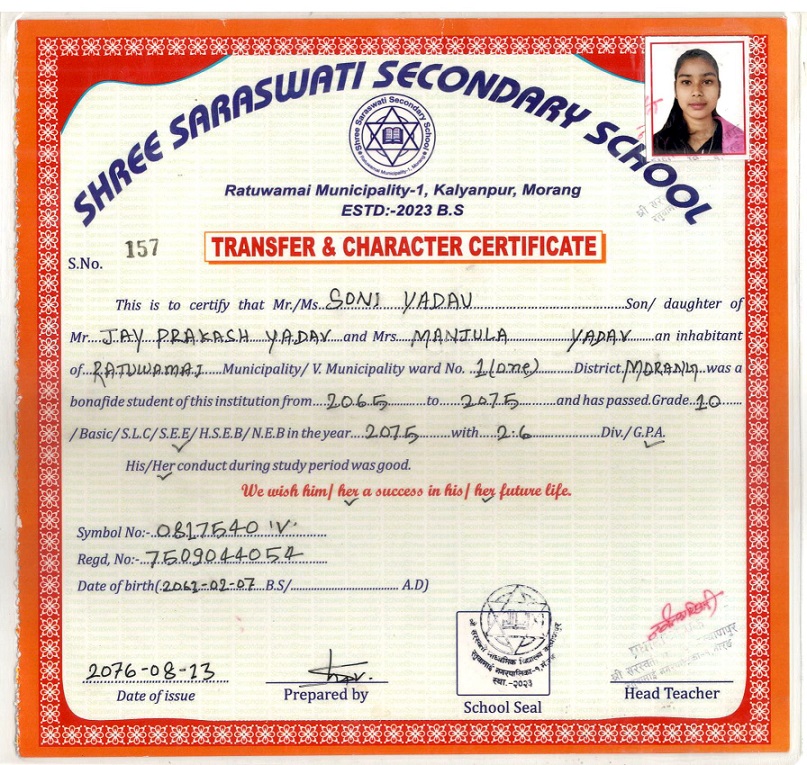 SHREE SARASWATI SECONDARY SCHOOL
Shree Saraswati Secondary School
Ratuwamai Municipality-1, Morang
Ratuwamai Municipality-1, Kalyanpur, Morang
ESTD:-2023 B.S
S.No. 157
TRANSFER & CHARACTER CERTIFICATE
This is to certify that Mr./Ms. SONI YADAV Son/ daughter of
Mr. JAY PRAKASH YADAV and Mrs. MANJULA YADAV an inhabitant
of RATUWAMAI Municipality/ V. Municipality ward No. 1(one) District. MORANG was a
bonafide student of this institution from 2065 to 2075 and has passed. Grade. 10
/Basic/S.L.C/S.E.E/H.S.E.B/N.E.B in the year 2075 with 2.6 Div./G.P.A.
His/Her conduct during study period was good.
We wish him/ her a success in his/ her future life.
Symbol No:- 0817540 'V'
Regd, No:- 7509044054
Date of birth(2061-02-07 B.S/ A.D)
2076-08-13
Date of issue
Prepared by
स्था.-२०२३
School Seal
Head Teacher